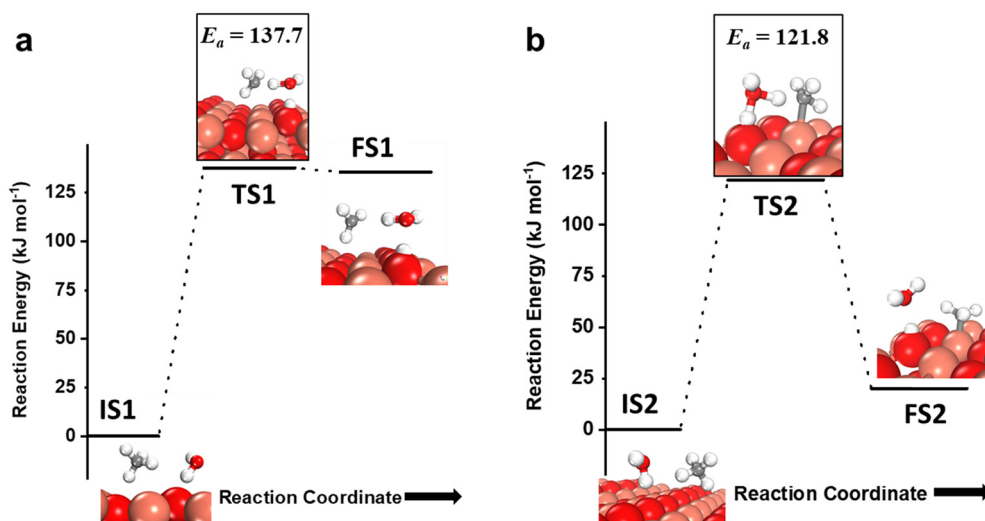 a
Eₐ = 137.7
TS1
FS1
IS1
125
100
75
50
25
0
Reaction Energy (kJ mol⁻¹)
Reaction Coordinate
b
Eₐ = 121.8
TS2
IS2
FS2
125
100
75
50
25
0
Reaction Energy (kJ mol⁻¹)
Reaction Coordinate